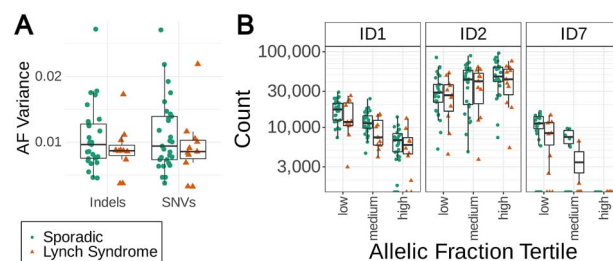 A
AF Variance
0.02
0.01
Indels
SNVs
Sporadic
Lynch Syndrome
B
ID1
ID2
ID7
Count
100,000
30,000
10,000
3,000
low
medium
high
low
medium
high
low
medium
high
Allelic Fraction Tertile